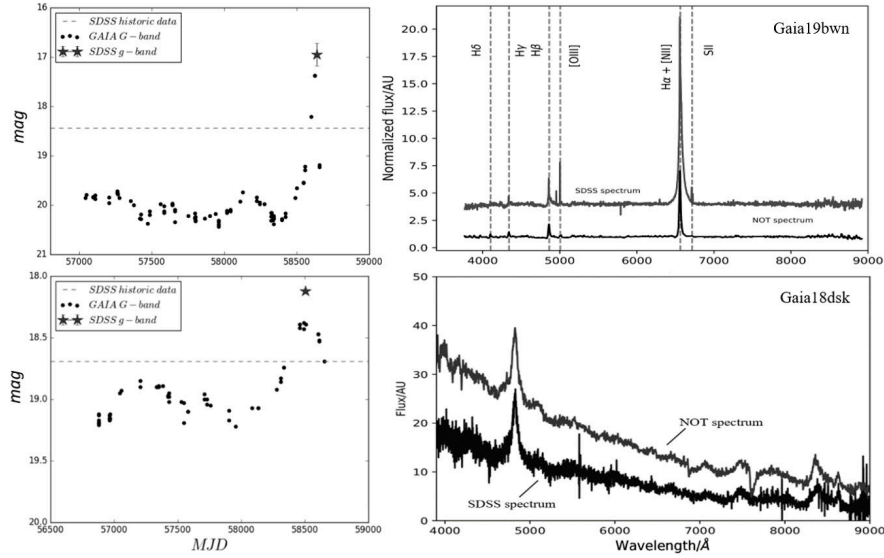 SDSS historic data
GAIA G-band
SDSS g-band
mag
16
17
18
19
20
21
57000
57500
58000
58500
59000
Gaia19bwn
Hδ
Hγ
Hβ
[OIII]
Hα + [NII]
SII
Normalized flux/AU
20.0
17.5
15.0
12.5
10.0
7.5
5.0
2.5
0.0
SDSS spectrum
NOT spectrum
4000
5000
6000
7000
8000
9000
SDSS historic data
GAIA G-band
SDSS g-band
mag
18.0
18.5
19.0
19.5
20.0
56500
57000
57500
58000
58500
59000
MJD
Gaia18dsk
Flux/AU
50
40
30
20
10
0
NOT spectrum
SDSS spectrum
4000
5000
6000
7000
8000
9000
Wavelength/Å